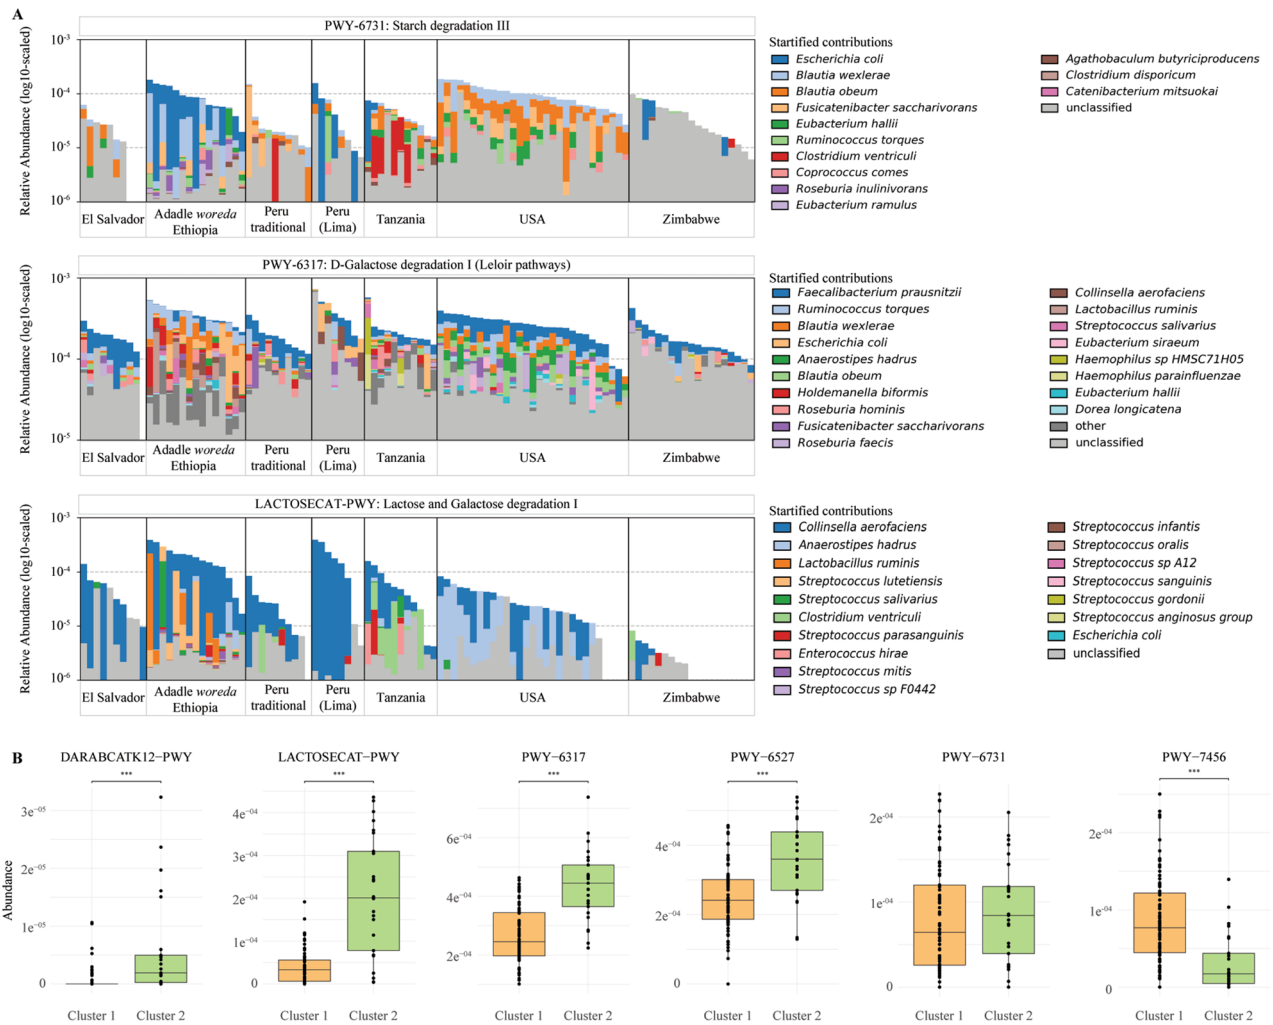 A
PWY-6731: Starch degradation III
Relative Abundance (log10-scaled)
10-3
10-4
10-5
10-6
El Salvador
Adadle woreda
Ethiopia
Peru
traditional
Peru
(Lima)
Tanzania
USA
Zimbabwe
Startified contributions
Escherichia coli
Blautia wexlerae
Blautia obeum
Fusicatenibacter saccharivorans
Eubacterium hallii
Ruminococcus torques
Clostridium ventriculi
Coprococcus comes
Roseburia inulinivorans
Eubacterium ramulus
Agathobaculum butyriciproducens
Clostridium disporicum
Catenibacterium mitsuokai
unclassified
PWY-6317: D-Galactose degradation I (Leloir pathways)
Relative Abundance (log10-scaled)
10-3
10-4
10-5
El Salvador
Adadle woreda
Ethiopia
Peru
traditional
Peru
(Lima)
Tanzania
USA
Zimbabwe
Startified contributions
Faecalibacterium prausnitzii
Ruminococcus torques
Blautia wexlerae
Escherichia coli
Anaerostipes hadrus
Blautia obeum
Holdemanella biformis
Roseburia hominis
Fusicatenibacter saccharivorans
Roseburia faecis
Collinsella aerofaciens
Lactobacillus ruminis
Streptococcus salivarius
Eubacterium siraeum
Haemophilus sp HMSC71H05
Haemophilus parainfluenzae
Eubacterium hallii
Dorea longicatena
other
unclassified
LACTOSECAT-PWY: Lactose and Galactose degradation I
Relative Abundance (log10-scaled)
10-3
10-4
10-5
10-6
El Salvador
Adadle woreda
Ethiopia
Peru
traditional
Peru
(Lima)
Tanzania
USA
Zimbabwe
Startified contributions
Collinsella aerofaciens
Anaerostipes hadrus
Lactobacillus ruminis
Streptococcus lutetiensis
Streptococcus salivarius
Clostridium ventriculi
Streptococcus parasanguinis
Enterococcus hirae
Streptococcus mitis
Streptococcus sp F0442
Streptococcus infantis
Streptococcus oralis
Streptococcus sp A12
Streptococcus sanguinis
Streptococcus gordonii
Streptococcus anginosus group
Escherichia coli
unclassified
B
Abundance
DARABCATK12−PWY
***
3e−05
2e−05
1e−05
0
Cluster 1 Cluster 2
LACTOSECAT−PWY
***
4e−04
3e−04
2e−04
1e−04
0
Cluster 1 Cluster 2
PWY−6317
***
6e−04
4e−04
2e−04
Cluster 1 Cluster 2
PWY−6527
***
4e−04
2e−04
0
Cluster 1 Cluster 2
PWY−6731
2e−04
1e−04
0
Cluster 1 Cluster 2
PWY−7456
***
2e−04
1e−04
0
Cluster 1 Cluster 2